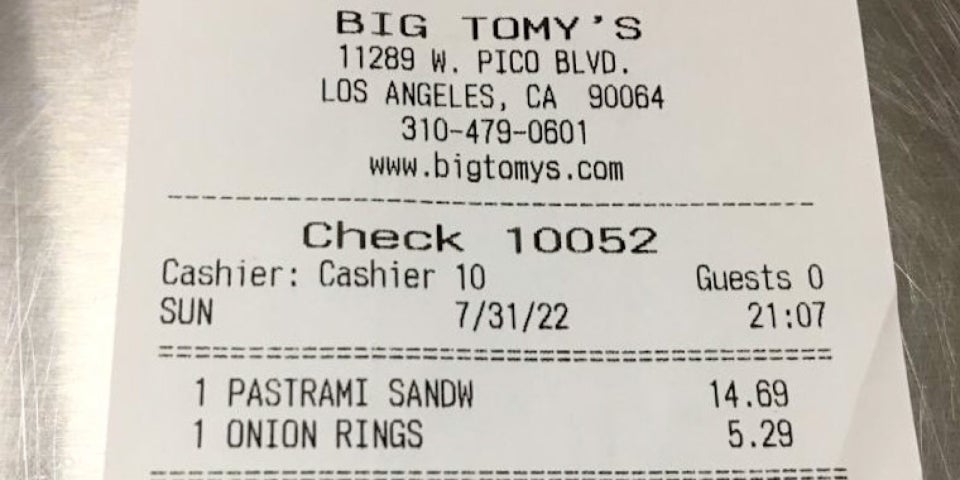 BIG TOMY'S
11289 W. PICO BLVD.
LOS ANGELES, CA 90064
310-479-0601
www.bigtomys.com
Check 10052
Cashier: Cashier 10 Guests 0
SUN 7/31/22 21:07
1 PASTRAMI SANDW 14.69
1 ONION RINGS 5.29